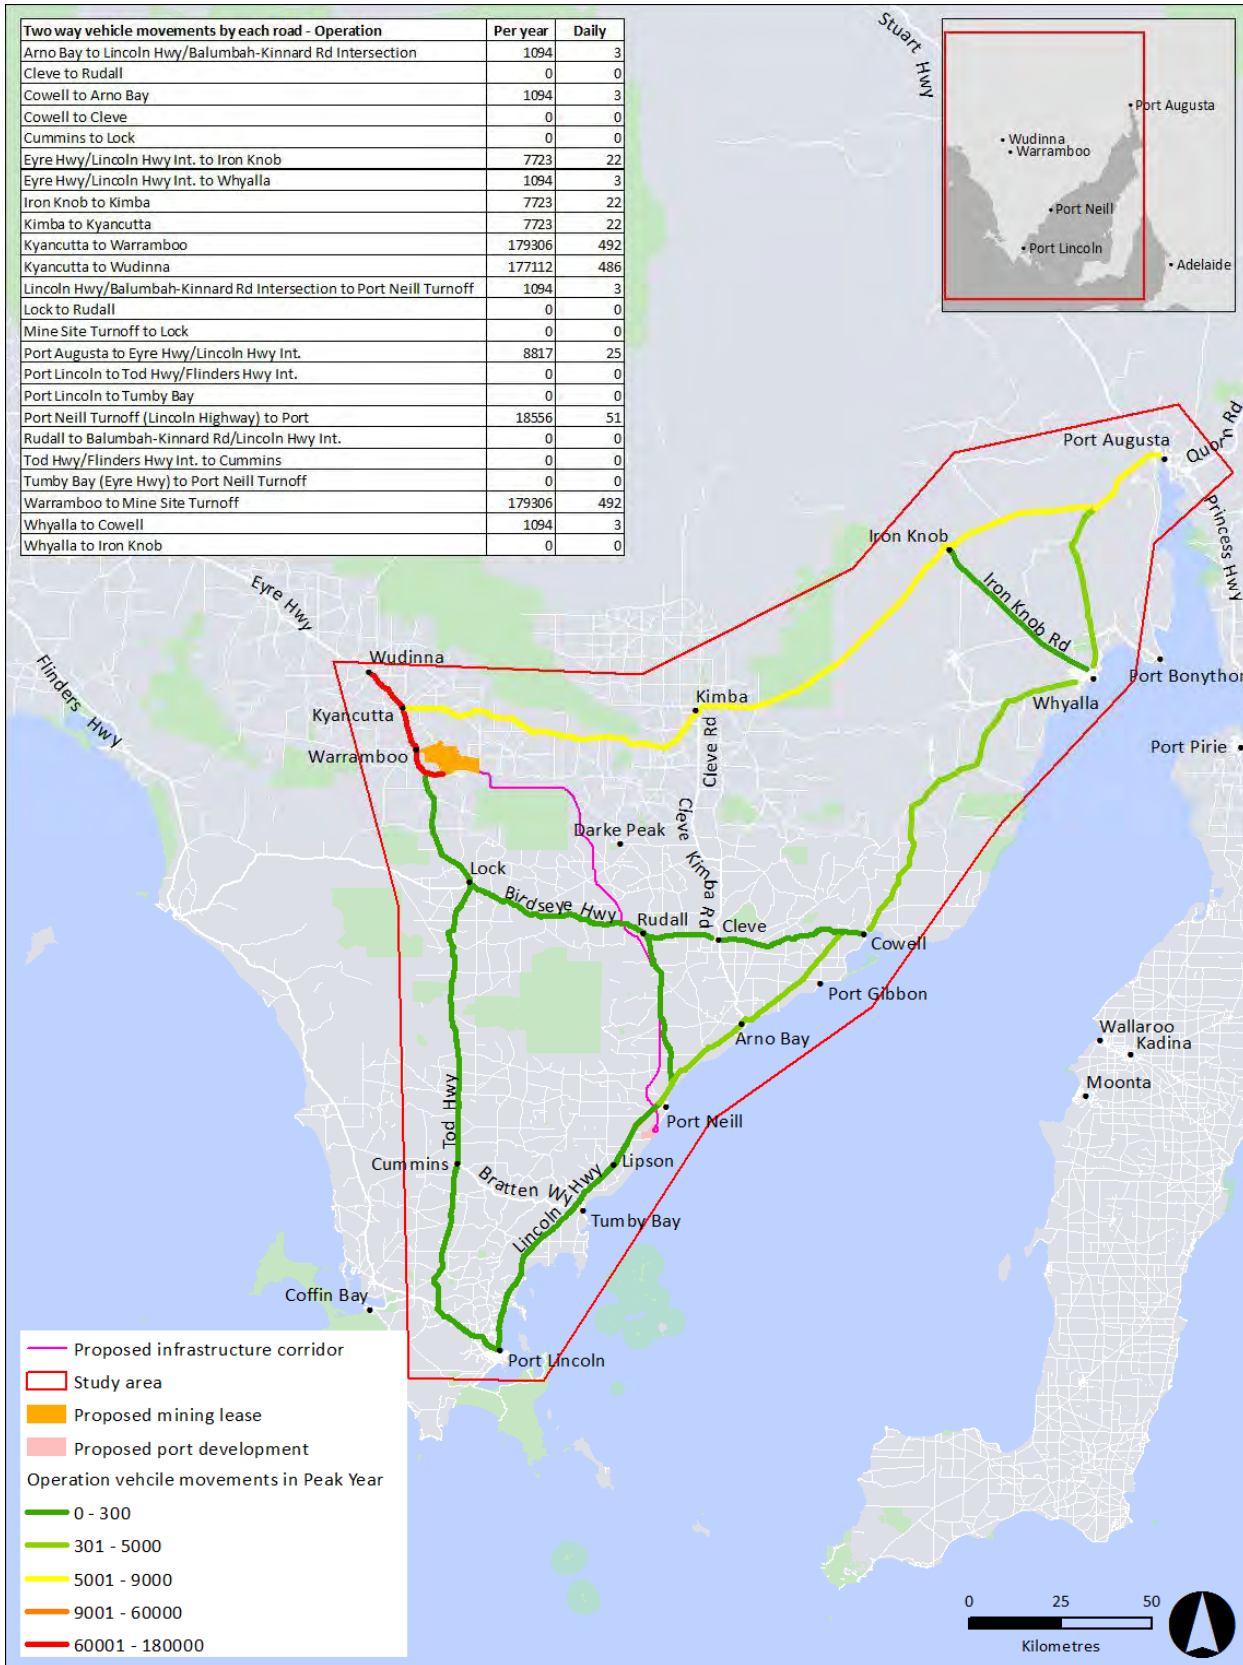 Two way vehicle movements by each road - Operation Per year Daily
Arno Bay to Lincoln Hwy/Balumbah-Kinnard Rd Intersection 1094 3
Cleve to Rudall 0 0
Cowell to Arno Bay 1094 3
Cowell to Cleve 0 0
Cummins to Lock 0 0
Eyre Hwy/Lincoln Hwy Int. to Iron Knob 7723 22
Eyre Hwy/Lincoln Hwy Int. to Whyalla 1094 3
Iron Knob to Kimba 7723 22
Kimba to Kyancutta 7723 22
Kyancutta to Warramboo 179306 492
Kyancutta to Wudinna 177112 486
Lincoln Hwy/Balumbah-Kinnard Rd Intersection to Port Neill Turnoff 1094 3
Lock to Rudall 0 0
Mine Site Turnoff to Lock 0 0
Port Augusta to Eyre Hwy/Lincoln Hwy Int. 8817 25
Port Lincoln to Tod Hwy/Flinders Hwy Int. 0 0
Port Lincoln to Tumby Bay 0 0
Port Neill Turnoff (Lincoln Highway) to Port 18556 51
Rudall to Balumbah-Kinnard Rd/Lincoln Hwy Int. 0 0
Tod Hwy/Flinders Hwy Int. to Cummins 0 0
Tumby Bay (Eyre Hwy) to Port Neill Turnoff 0 0
Warramboo to Mine Site Turnoff 179306 492
Whyalla to Cowell 1094 3
Whyalla to Iron Knob 0 0
Stuart Hwy
Port Augusta
Wudinna
Warramboo
Port Neill
Port Lincoln
Adelaide
Port Augusta
Quorn Rd
Princess Hwy
Iron Knob
Iron Knob Rd
Eyre Hwy
Flinders Hwy
Wudinna
Kyancutta
Warramboo
Kimba
Cleve Rd
Port Bonython
Whyalla
Port Pirie
Darke Peak
Cleve Kimba Rd
Lock
Birdseye Hwy
Rudall
Cleve
Cowell
Port Gibbon
Arno Bay
Wallaroo
Kadina
Moonta
Tod Hwy
Port Neill
Cummins
Lipson
Bratten Wy
Lincoln Hwy
Tumby Bay
Coffin Bay
Port Lincoln
Proposed infrastructure corridor
Study area
Proposed mining lease
Proposed port development
Operation vehcile movements in Peak Year
0 - 300
301 - 5000
5001 - 9000
9001 - 60000
60001 - 180000
0 25 50
Kilometres